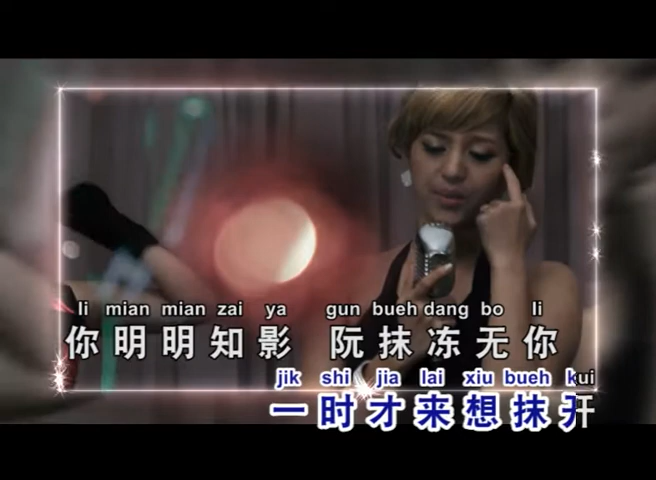 li mian mian zai ya gun bueh dang bo li
你明明知影 阮抹冻无你
jik shi jia lai xiu bueh kui
一时才来想抹开